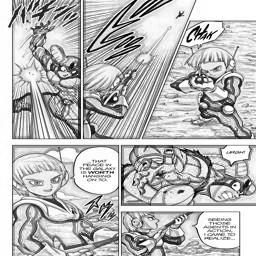 CHAK
URGH!
SEEING
THOSE
AGENTS IN
ACTION,
I CAME
TO
REALIZE...
THAT
PEACE IN
THE GALAXY
IS WORTH
HANGING
ON TO.